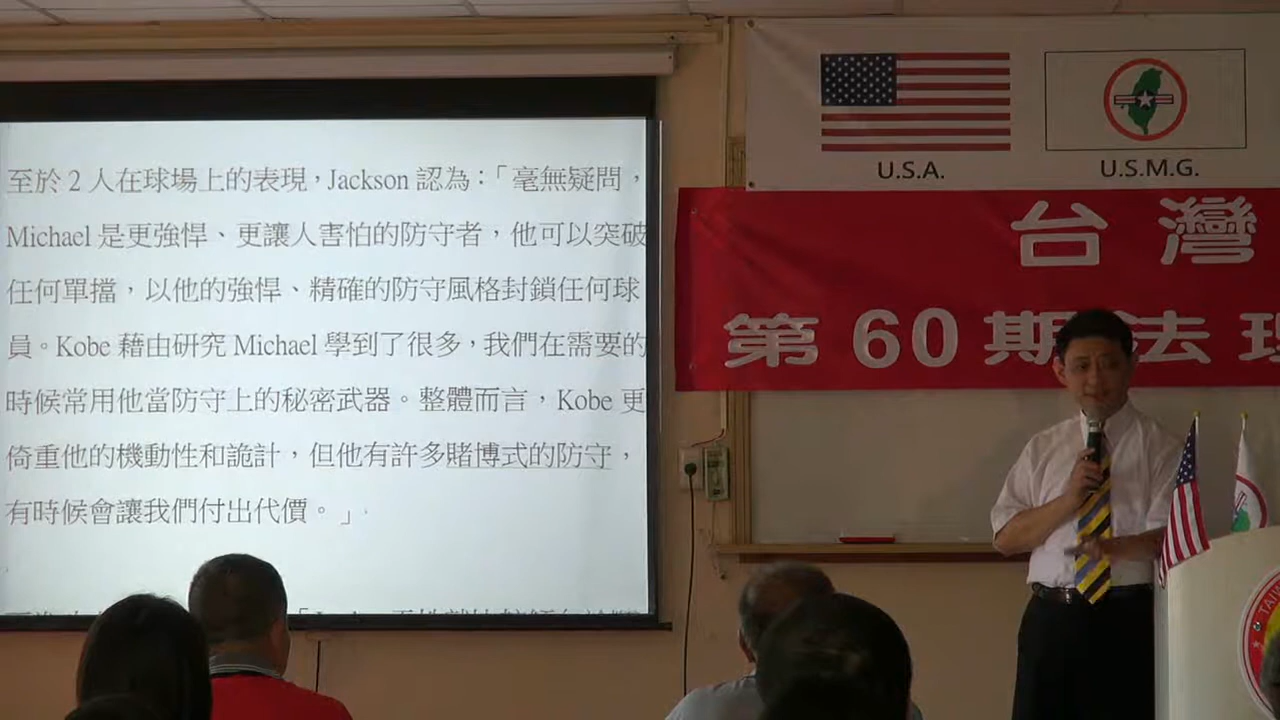 至於 2 人在球場上的表現，Jackson 認為：「毫無疑問，
Michael 是更強悍、更讓人害怕的防守者，他可以突破
任何單擋，以他的強悍、精確的防守風格封鎖任何球
員。Kobe 藉由研究 Michael 學到了很多，我們在需要的
時候常用他當防守上的秘密武器。整體而言，Kobe 更
倚重他的機動性和詭計，但他有許多賭博式的防守，
有時候會讓我們付出代價。」
U.S.A.
U.S.M.G.
台灣
第60期法理
TAIW